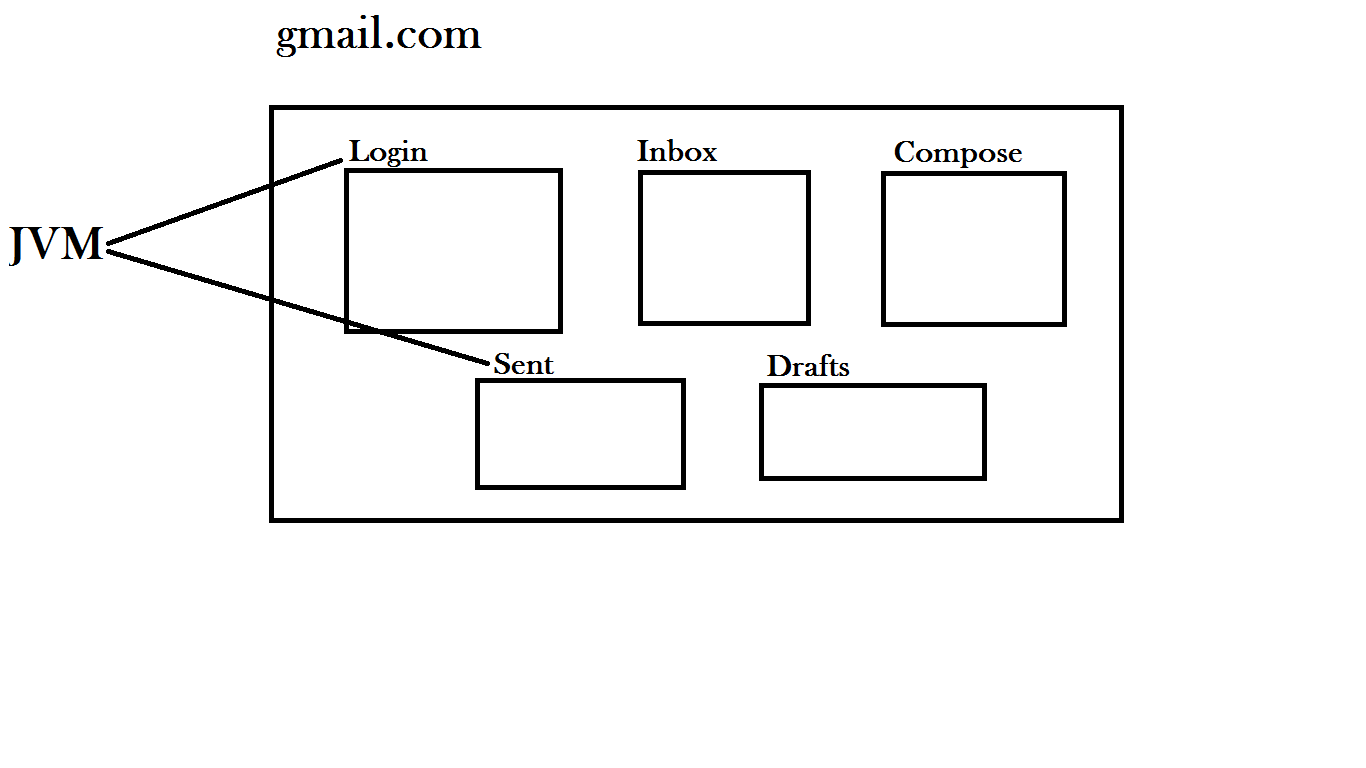 gmail.com
Login
Inbox
Compose
JVM
Sent
Drafts